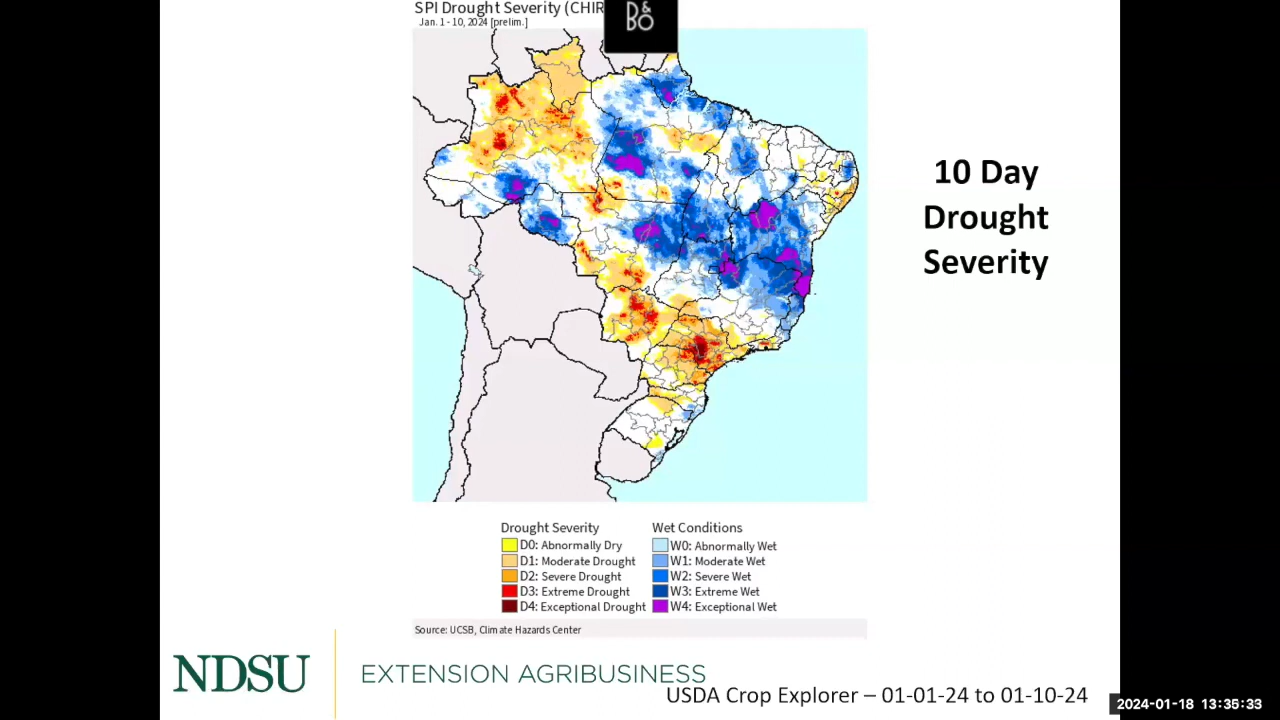 SPI Drought Severity (CHIR
Jan. 1 - 10, 2024 [prelim.]
D&
BO
10 Day
Drought
Severity
Drought Severity
D0: Abnormally Dry
D1: Moderate Drought
D2: Severe Drought
D3: Extreme Drought
D4: Exceptional Drought
Wet Conditions
W0: Abnormally Wet
W1: Moderate Wet
W2: Severe Wet
W3: Extreme Wet
W4: Exceptional Wet
Source: UCSB, Climate Hazards Center
NDSU
EXTENSION AGRIBUSINESS
USDA Crop Explorer – 01-01-24 to 01-10-24
2024-01-18 13:35:33